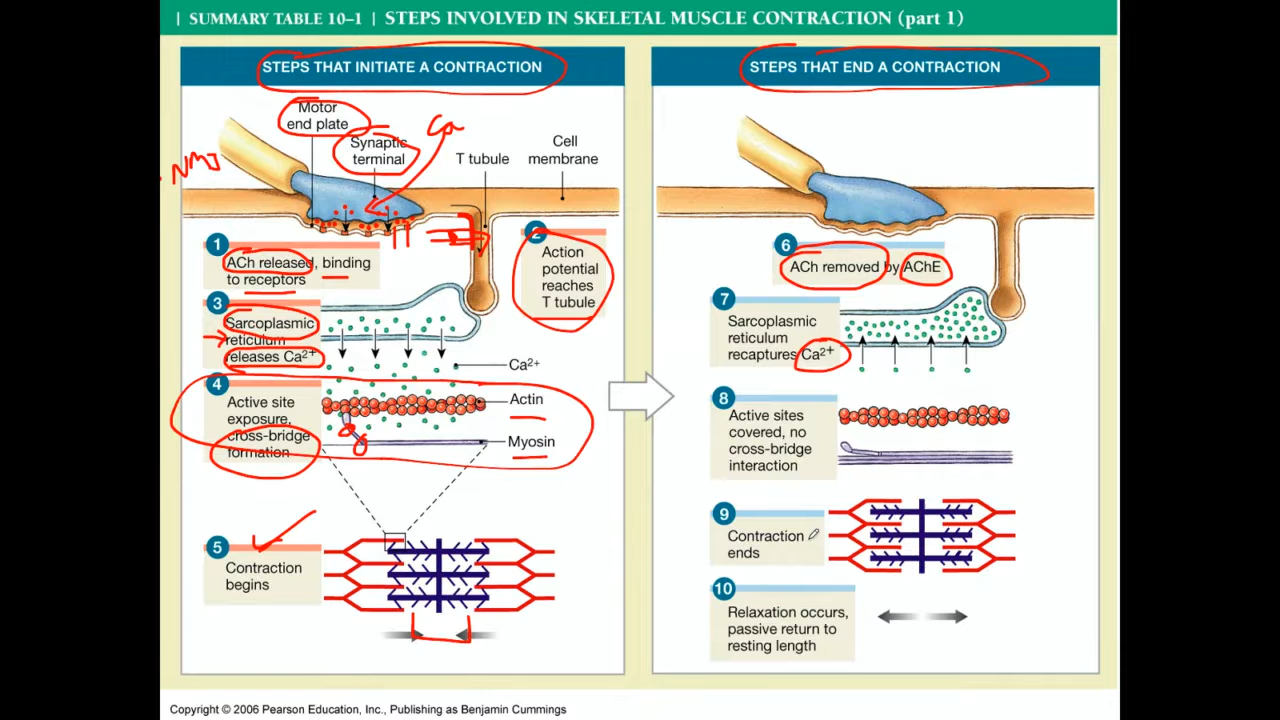 SUMMARY TABLE 10–1 | STEPS INVOLVED IN SKELETAL MUSCLE CONTRACTION (part 1)
STEPS THAT INITIATE A CONTRACTION
Motor
end plate
Synaptic
terminal
Ca
T tubule
Cell
membrane
NMJ
1
ACh released, binding
to receptors
2
Action
potential
reaches
T tubule
3
Sarcoplasmic
reticulum
releases Ca2+
Ca2+
4
Active site
exposure,
cross-bridge
formation
Actin
Myosin
5
Contraction
begins
STEPS THAT END A CONTRACTION
6
ACh removed by AChE
7
Sarcoplasmic
reticulum
recaptures Ca2+
8
Active sites
covered, no
cross-bridge
interaction
9
Contraction
ends
10
Relaxation occurs,
passive return to
resting length
Copyright © 2006 Pearson Education, Inc., Publishing as Benjamin Cummings